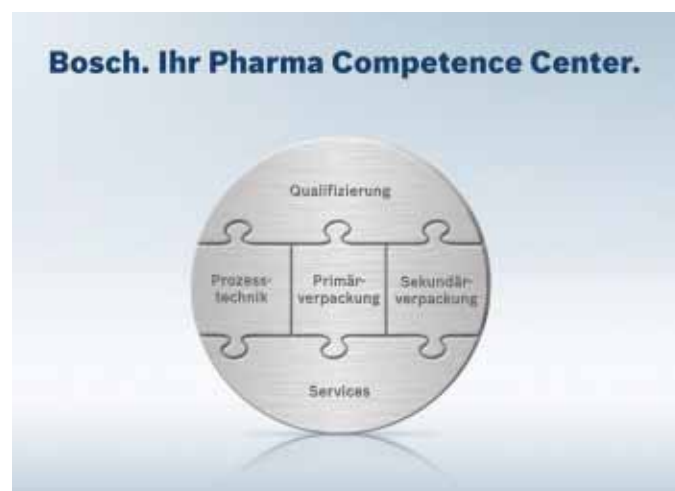 Bosch. Ihr Pharma Competence Center.
Qualifizierung
Prozess-
technik
Primär-
verpackung
Sekundär-
verpackung
Services